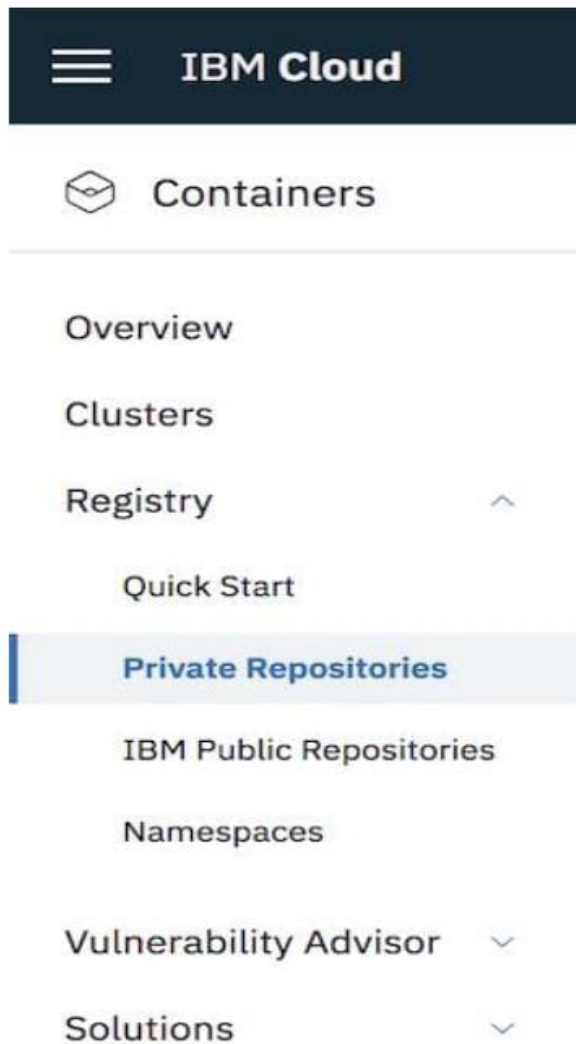 IBM Cloud
Containers
Overview
Clusters
Registry
Quick Start
Private Repositories
IBM Public Repositories
Namespaces
Vulnerability Advisor
Solutions